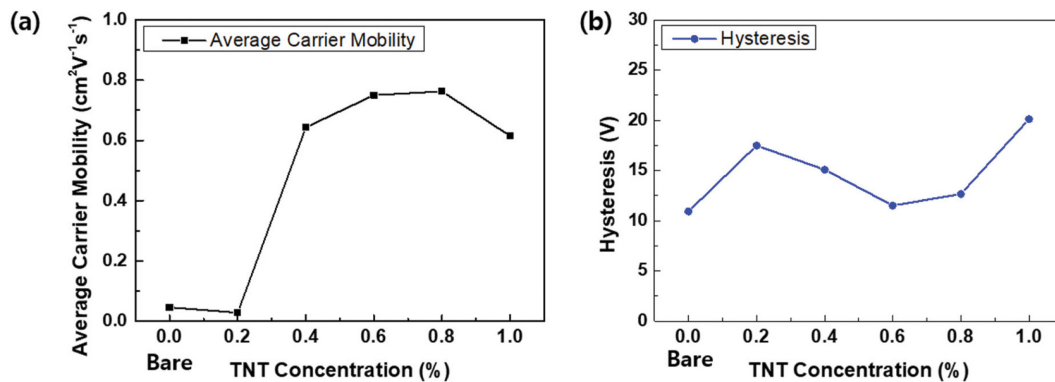 (a)
Average Carrier Mobility
Average Carrier Mobility (cm²V⁻¹s⁻¹)
1.0
0.8
0.6
0.4
0.2
0.0
0.0 0.2 0.4 0.6 0.8 1.0
Bare
TNT Concentration (%)
(b)
Hysteresis
Hysteresis (V)
30
25
20
15
10
5
0
0.0 0.2 0.4 0.6 0.8 1.0
Bare
TNT Concentration (%)